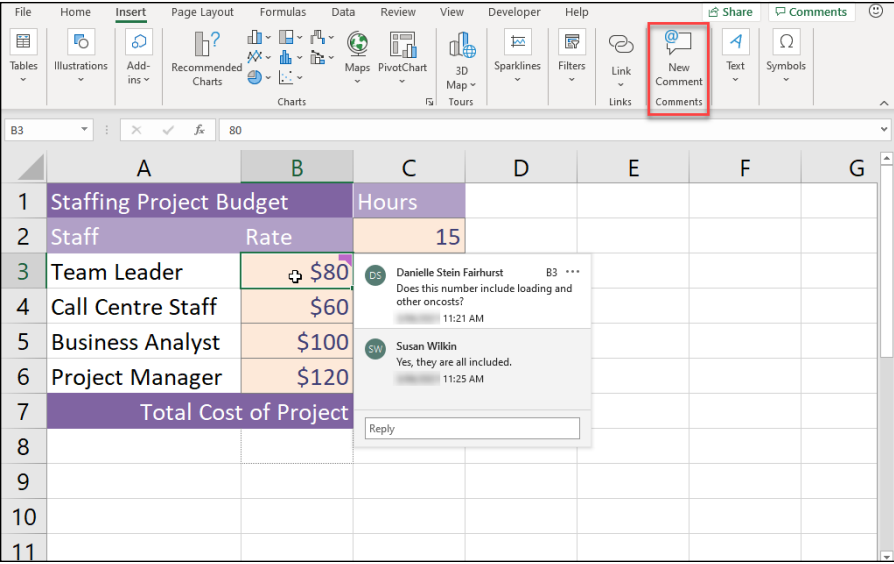 File Home Insert Page Layout Formulas Data Review View Developer Help Share Comments
Tables Illustrations Add-ins Recommended Charts Maps PivotChart 3D Map Sparklines Filters Link New Comment Text Symbols
Charts Tours Links Comments
B3 fx 80
A B C D E F G
1 Staffing Project Budget Hours
2 Staff Rate 15
3 Team Leader $80
4 Call Centre Staff $60
5 Business Analyst $100
6 Project Manager $120
7 Total Cost of Project
8
9
10
11
DS Danielle Stein Fairhurst B3 ···
Does this number include loading and
other oncosts?
11:21 AM
SW Susan Wilkin
Yes, they are all included.
11:25 AM
Reply